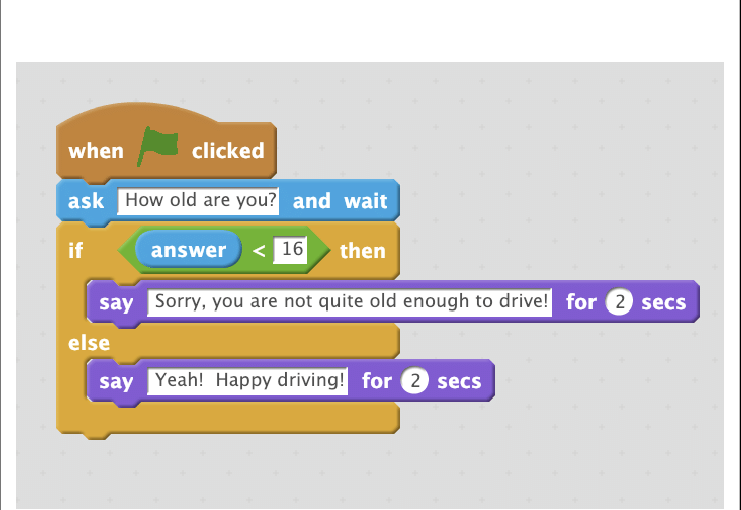 when clicked
ask How old are you? and wait
if answer < 16 then
say Sorry, you are not quite old enough to drive! for 2 secs
else
say Yeah!  Happy driving! for 2 secs